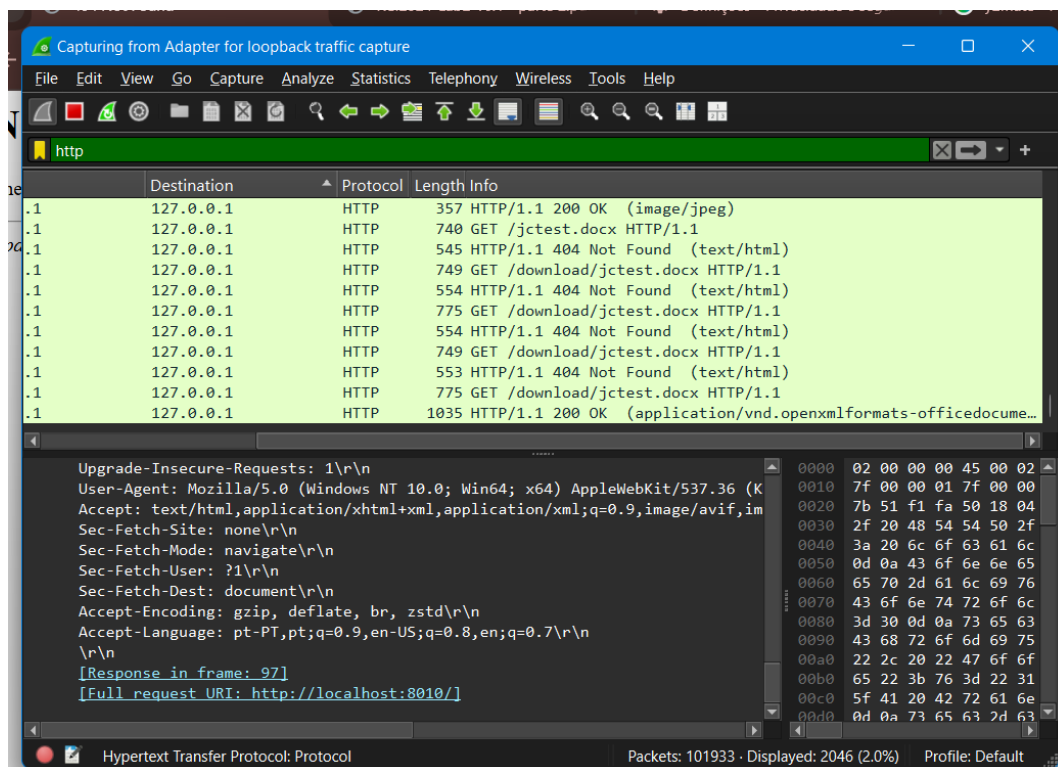 Capturing from Adapter for loopback traffic capture
File Edit View Go Capture Analyze Statistics Telephony Wireless Tools Help
http
Destination Protocol Length Info
.1 127.0.0.1 HTTP 357 HTTP/1.1 200 OK (image/jpeg)
.1 127.0.0.1 HTTP 740 GET /jctest.docx HTTP/1.1
.1 127.0.0.1 HTTP 545 HTTP/1.1 404 Not Found (text/html)
.1 127.0.0.1 HTTP 749 GET /download/jctest.docx HTTP/1.1
.1 127.0.0.1 HTTP 554 HTTP/1.1 404 Not Found (text/html)
.1 127.0.0.1 HTTP 775 GET /download/jctest.docx HTTP/1.1
.1 127.0.0.1 HTTP 554 HTTP/1.1 404 Not Found (text/html)
.1 127.0.0.1 HTTP 749 GET /download/jctest.docx HTTP/1.1
.1 127.0.0.1 HTTP 553 HTTP/1.1 404 Not Found (text/html)
.1 127.0.0.1 HTTP 775 GET /download/jctest.docx HTTP/1.1
.1 127.0.0.1 HTTP 1035 HTTP/1.1 200 OK (application/vnd.openxmlformats-officedocume…
Upgrade-Insecure-Requests: 1\r\n
User-Agent: Mozilla/5.0 (Windows NT 10.0; Win64; x64) AppleWebKit/537.36 (K
Accept: text/html,application/xhtml+xml,application/xml;q=0.9,image/avif,im
Sec-Fetch-Site: none\r\n
Sec-Fetch-Mode: navigate\r\n
Sec-Fetch-User: ?1\r\n
Sec-Fetch-Dest: document\r\n
Accept-Encoding: gzip, deflate, br, zstd\r\n
Accept-Language: pt-PT,pt;q=0.9,en-US;q=0.8,en;q=0.7\r\n
\r\n
[Response in frame: 97]
[Full request URI: http://localhost:8010/]
0000 02 00 00 00 45 00 02
0010 7f 00 00 01 7f 00 00
0020 7b 51 f1 fa 50 18 04
0030 2f 20 48 54 54 50 2f
0040 3a 20 6c 6f 63 61 6c
0050 0d 0a 43 6f 6e 6e 65
0060 65 70 2d 61 6c 69 76
0070 43 6f 6e 74 72 6f 6c
0080 3d 30 0d 0a 73 65 63
0090 43 68 72 6f 6d 69 75
00a0 22 2c 20 22 47 6f 6f
00b0 65 22 3b 76 3d 22 31
00c0 5f 41 20 42 72 61 6e
00d0 0d 0a 73 65 63 2d 63
Hypertext Transfer Protocol: Protocol Packets: 101933 · Displayed: 2046 (2.0%) Profile: Default